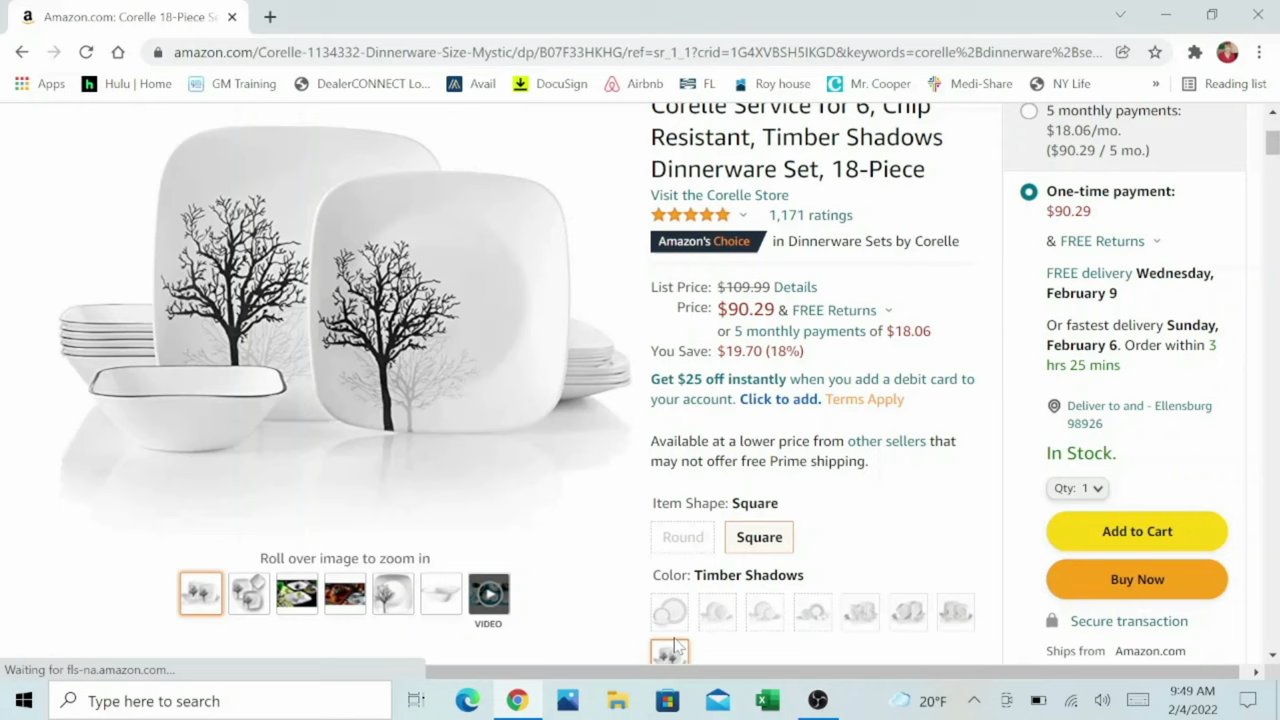 a Amazon.com: Corelle 18-Piece Se
amazon.com/Corelle-1134332-Dinnerware-Size-Mystic/dp/B07F33HKHG/ref=sr_1_1?crid=1G4XVBSH5IKGD&keywords=corelle%2Bdinnerware%2Bse...
Apps
h Hulu | Home
GM Training
DealerCONNECT Lo...
Avail
DocuSign
Airbnb
FL
Roy house
Mr. Cooper
Medi-Share
NY Life
»
Reading list
Corelle Service for 6, Chip
Resistant, Timber Shadows
Dinnerware Set, 18-Piece
Visit the Corelle Store
1,171 ratings
Amazon's Choice in Dinnerware Sets by Corelle
List Price: $109.99 Details
Price: $90.29 & FREE Returns
or 5 monthly payments of $18.06
You Save: $19.70 (18%)
Get $25 off instantly when you add a debit card to
your account. Click to add. Terms Apply
Available at a lower price from other sellers that
may not offer free Prime shipping.
Item Shape: Square
Round Square
Color: Timber Shadows
Roll over image to zoom in
VIDEO
5 monthly payments:
$18.06/mo.
($90.29 / 5 mo.)
One-time payment:
$90.29
& FREE Returns
FREE delivery Wednesday,
February 9
Or fastest delivery Sunday,
February 6. Order within 3
hrs 25 mins
Deliver to and - Ellensburg
98926
In Stock.
Qty: 1
Add to Cart
Buy Now
Secure transaction
Ships from Amazon.com
Waiting for fls-na.amazon.com...
Type here to search
20°F
9:49 AM
2/4/2022